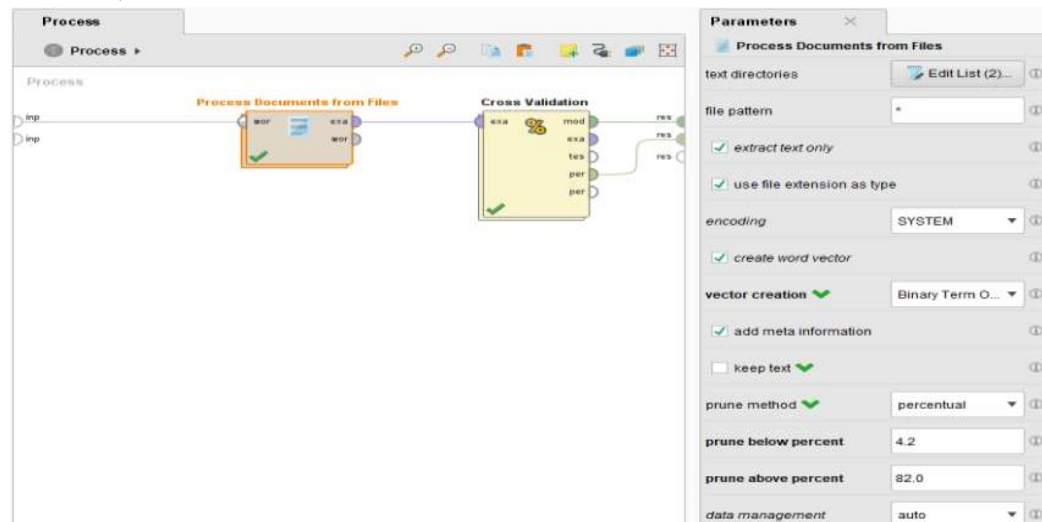 Process
Process
Process
inp
inp
Process Documents from Files
wor
exa
wor
Cross Validation
exa
mod
exa
tes
per
per
res
res
res
Parameters
Process Documents from Files
text directories
Edit List (2)...
file pattern
*
extract text only
use file extension as type
encoding
SYSTEM
create word vector
vector creation
Binary Term O...
add meta information
keep text
prune method
percentual
prune below percent
4.2
prune above percent
82.0
data management
auto